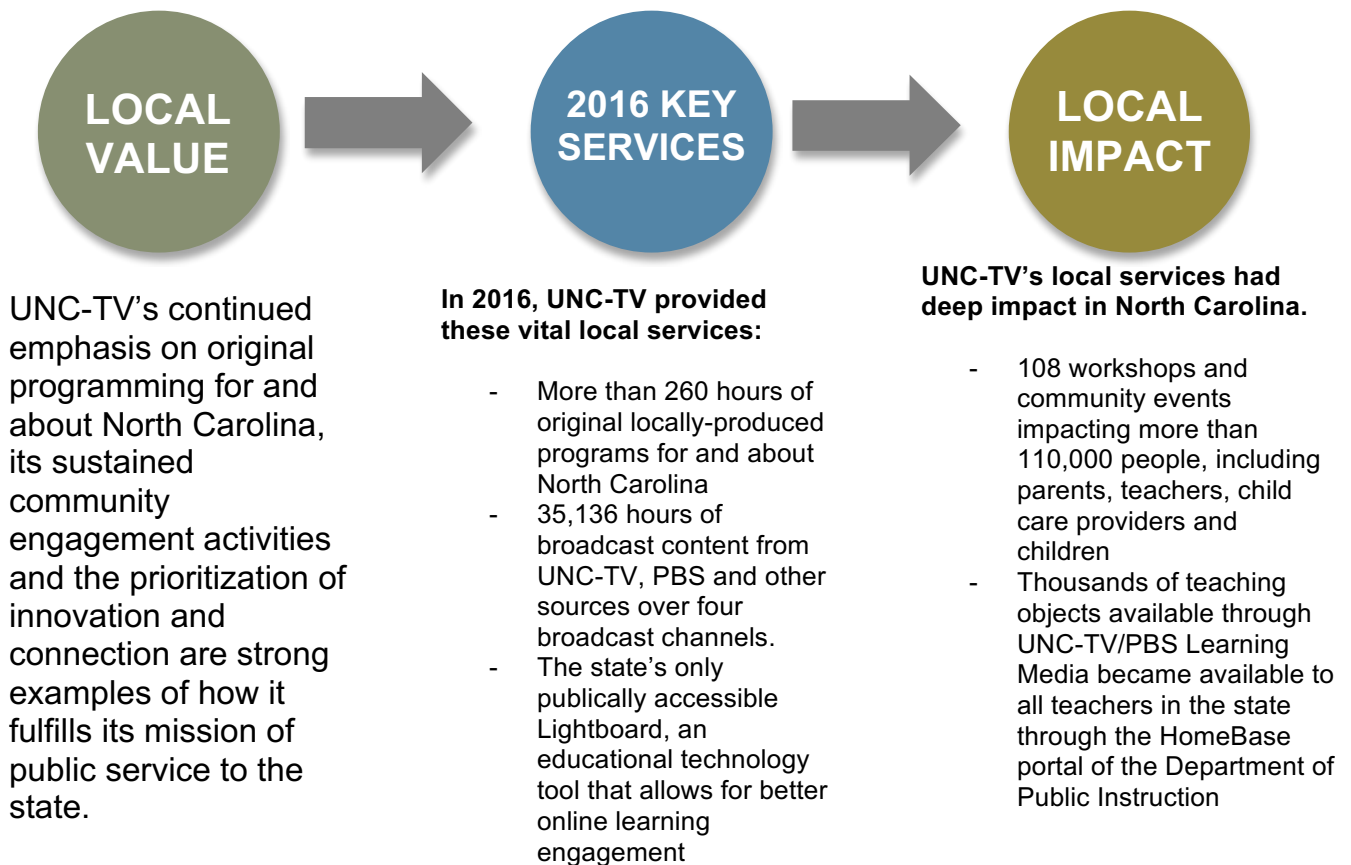 LOCAL
VALUE
2016 KEY
SERVICES
LOCAL
IMPACT
UNC-TV’s continued
emphasis on original
programming for and
about North Carolina,
its sustained
community
engagement activities
and the prioritization of
innovation and
connection are strong
examples of how it
fulfills its mission of
public service to the
state.
In 2016, UNC-TV provided
these vital local services:
- More than 260 hours of
original locally-produced
programs for and about
North Carolina
- 35,136 hours of
broadcast content from
UNC-TV, PBS and other
sources over four
broadcast channels.
- The state’s only
publically accessible
Lightboard, an
educational technology
tool that allows for better
online learning
engagement
UNC-TV’s local services had
deep impact in North Carolina.
- 108 workshops and
community events
impacting more than
110,000 people, including
parents, teachers, child
care providers and
children
- Thousands of teaching
objects available through
UNC-TV/PBS Learning
Media became available to
all teachers in the state
through the HomeBase
portal of the Department of
Public Instruction